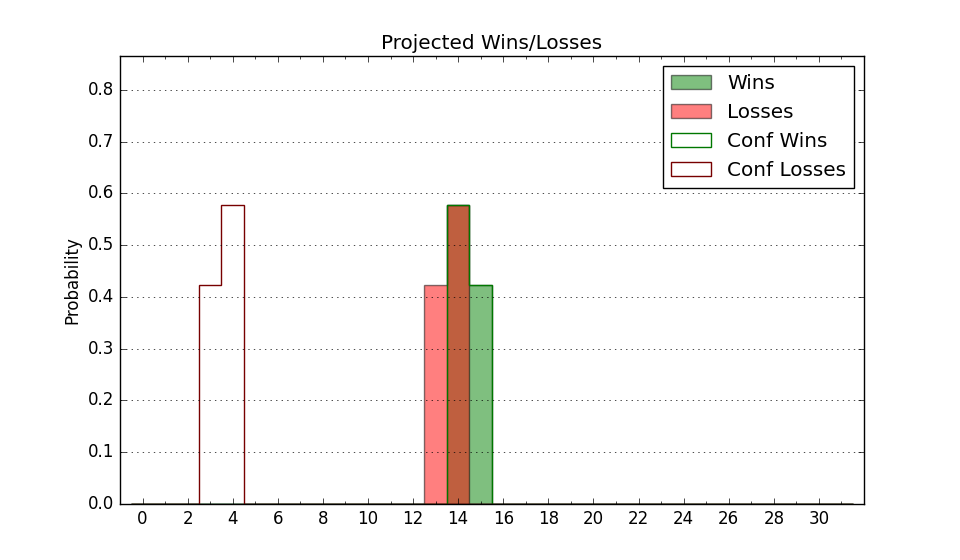 Projected Wins/Losses
Wins
Losses
Conf Wins
Conf Losses
Probability
0.8
0.7
0.6
0.5
0.4
0.3
0.2
0.1
0.0
0 2 4 6 8 10 12 14 16 18 20 22 24 26 28 30